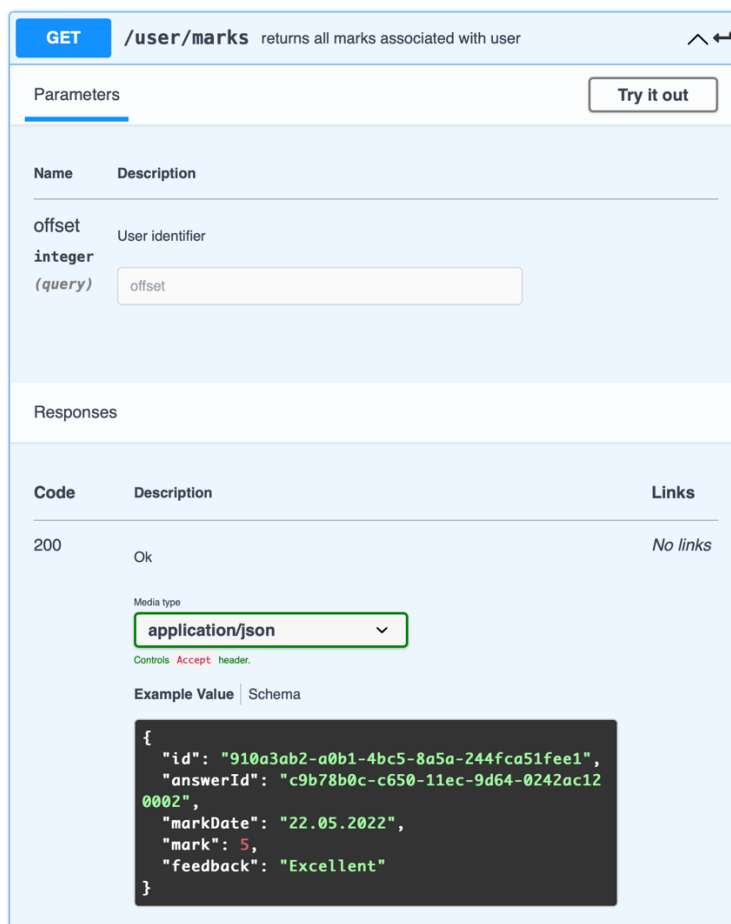 GET /user/marks returns all marks associated with user
Parameters
Try it out
Name Description
offset
integer
(query)
User identifier
offset
Responses
Code Description Links
200
Ok
No links
Media type
application/json
Controls Accept header.
Example Value Schema
{
"id": "910a3ab2-a0b1-4bc5-8a5a-244fca51fee1",
"answerId": "c9b78b0c-c650-11ec-9d64-0242ac12
0002",
"markDate": "22.05.2022",
"mark": 5,
"feedback": "Excellent"
}